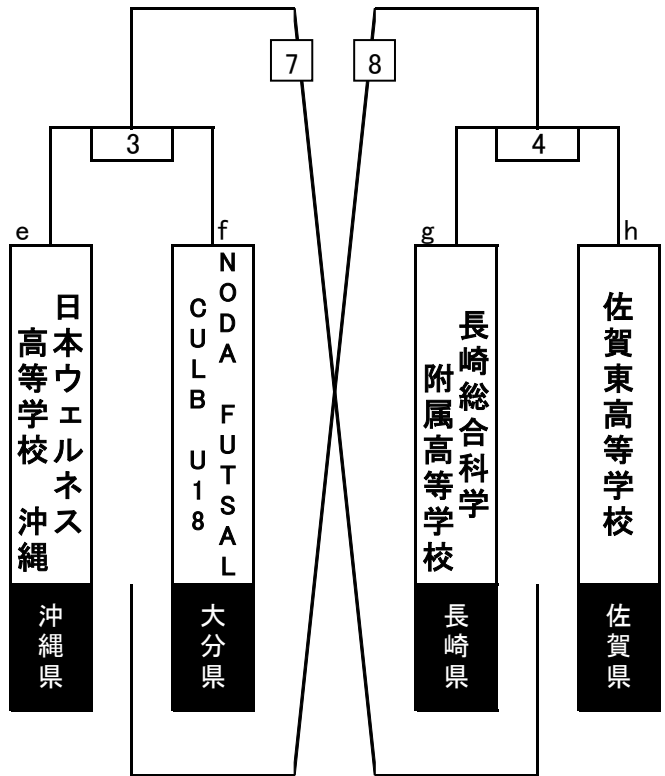 7
8
3
4
e
f
g
h
日本ウェルネス
高等学校 沖縄
NODA FUTSAL
CULB U18
長崎総合科学
附属高等学校
佐賀東高等学校
沖縄県
大分県
長崎県
佐賀県